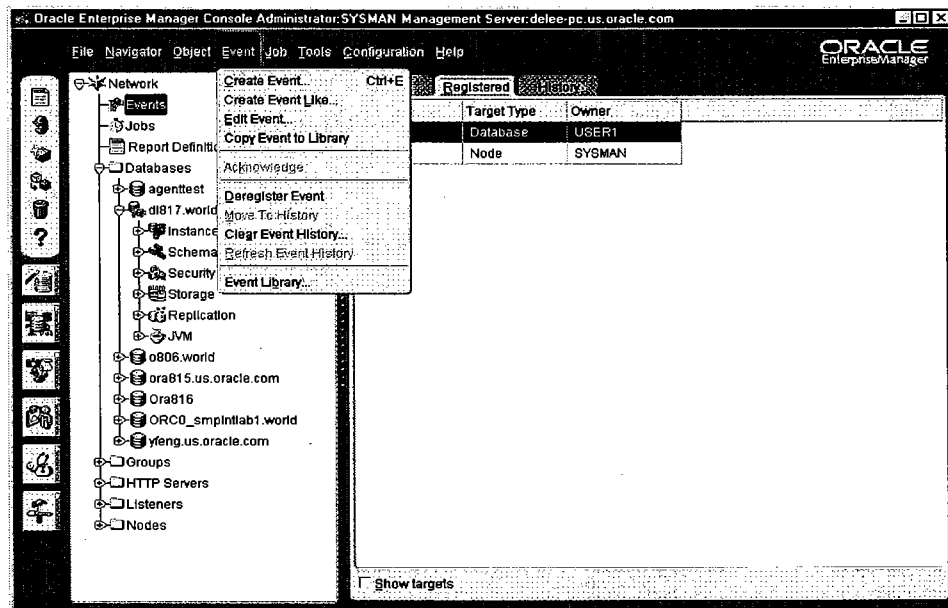 Oracle Enterprise Manager Console Administrator:SYSMAN Management Server:delee-pc.us.oracle.com
File Navigator Object Event Job Tools Configuration Help
ORACLE
EnterpriseManager
Network
Events
Jobs
Report Definitio
Databases
agenttest
dl817.world
Instance
Schema
Security
Storage
Replication
JVM
o806.world
ora815.us.oracle.com
Ora816
ORC0_smpintlab1.world
yfeng.us.oracle.com
Groups
HTTP Servers
Listeners
Nodes
Create Event... Ctrl+E
Create Event Like...
Edit Event...
Copy Event to Library
Acknowledge
Deregister Event
Move To History
Clear Event History...
Refresh Event History
Event Library...
Registered History
Target Type Owner
Database USER1
Node SYSMAN
Show targets